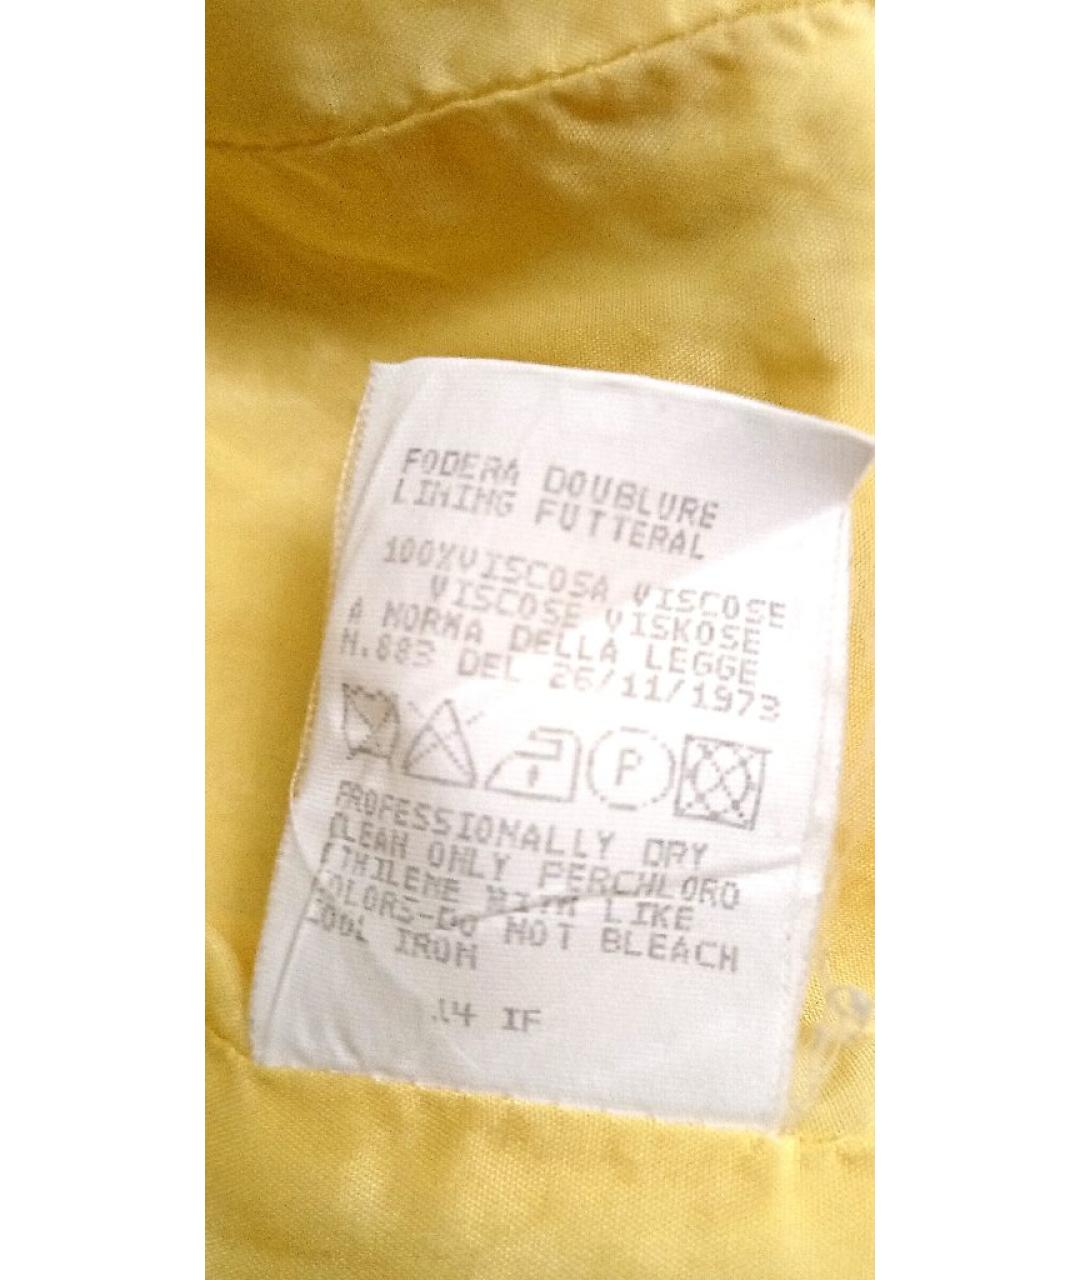 FODERA DOUBLURE
LINING FUTTERAL
100%VISCOSA VISCOSE
VISCOSE VISKOSE
A NORMA DELLA LEGGE
N.883 DEL 26/11/1973
P
PROFESSIONALLY DRY
CLEAN ONLY PERCHLORO
ETHILENE WITH LIKE
COLORS-DO NOT BLEACH
COOL IRON
14 IF